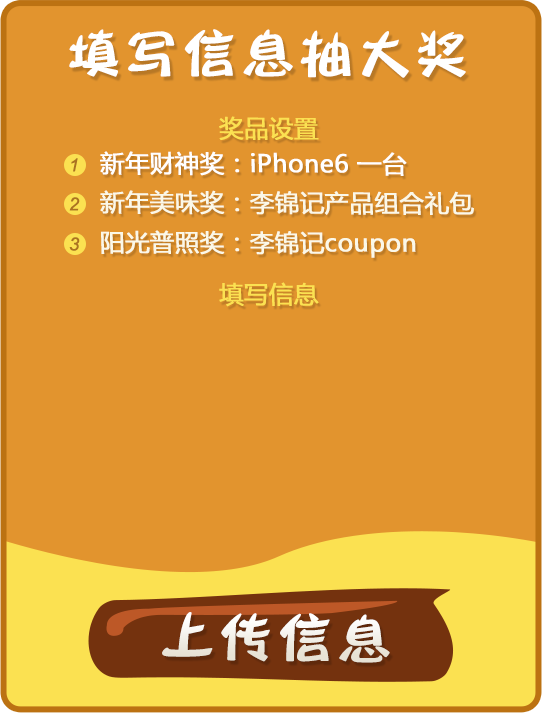 填写信息抽大奖
奖品设置
1 新年财神奖：iPhone6 一台
2 新年美味奖：李锦记产品组合礼包
3 阳光普照奖：李锦记coupon
填写信息
上传信息